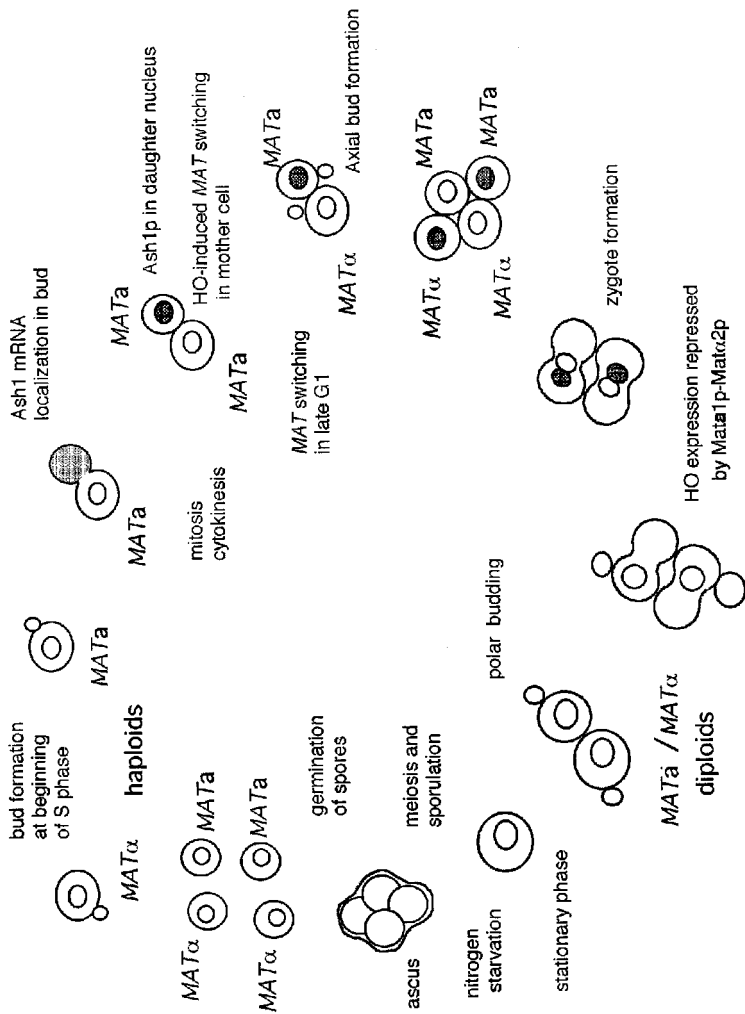 bud formation
at beginning
of S phase
MATα
haploids
MATa
Ash1 mRNA
localization in bud
MATa
mitosis
cytokinesis
MATa
Ash1p in daughter nucleus
HO-induced MAT switching
in mother cell
MATa
MAT switching
in late G1
MATa
MATα
Axial bud formation
MATα
MATa
MATα
MATa
zygote formation
HO expression repressed
by Mata1p-Matα2p
polar budding
MATa / MATα
diploids
stationary phase
nitrogen
starvation
meiosis and
sporulation
ascus
germination
of spores
MATα
MATa
MATα
MATa